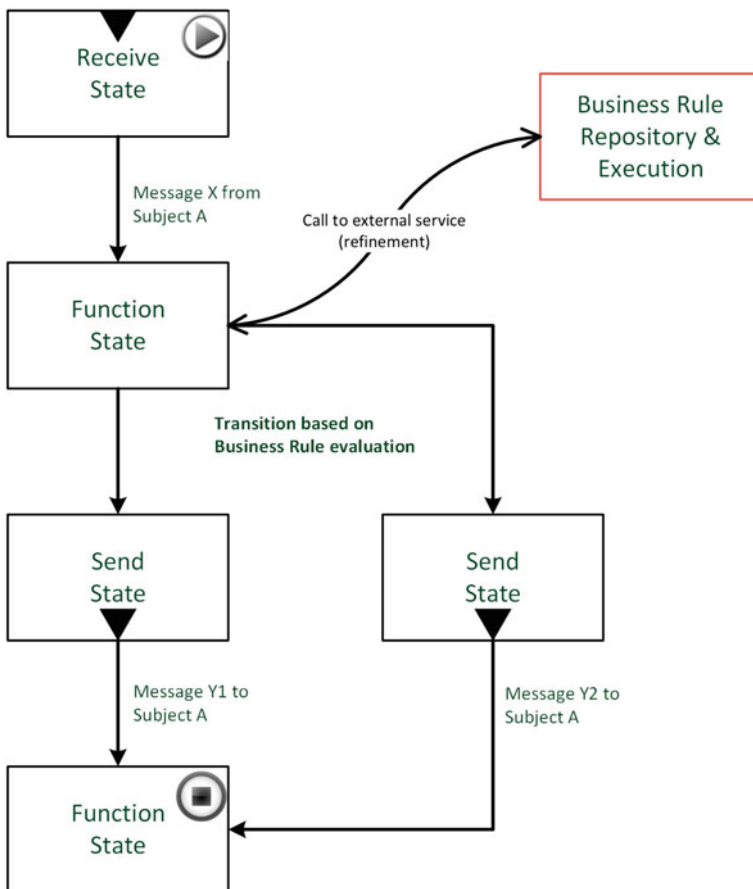 Receive
State
Business Rule
Repository &
Execution
Message X from
Subject A
Call to external service
(refinement)
Function
State
Transition based on
Business Rule evaluation
Send
State
Send
State
Message Y1 to
Subject A
Message Y2 to
Subject A
Function
State